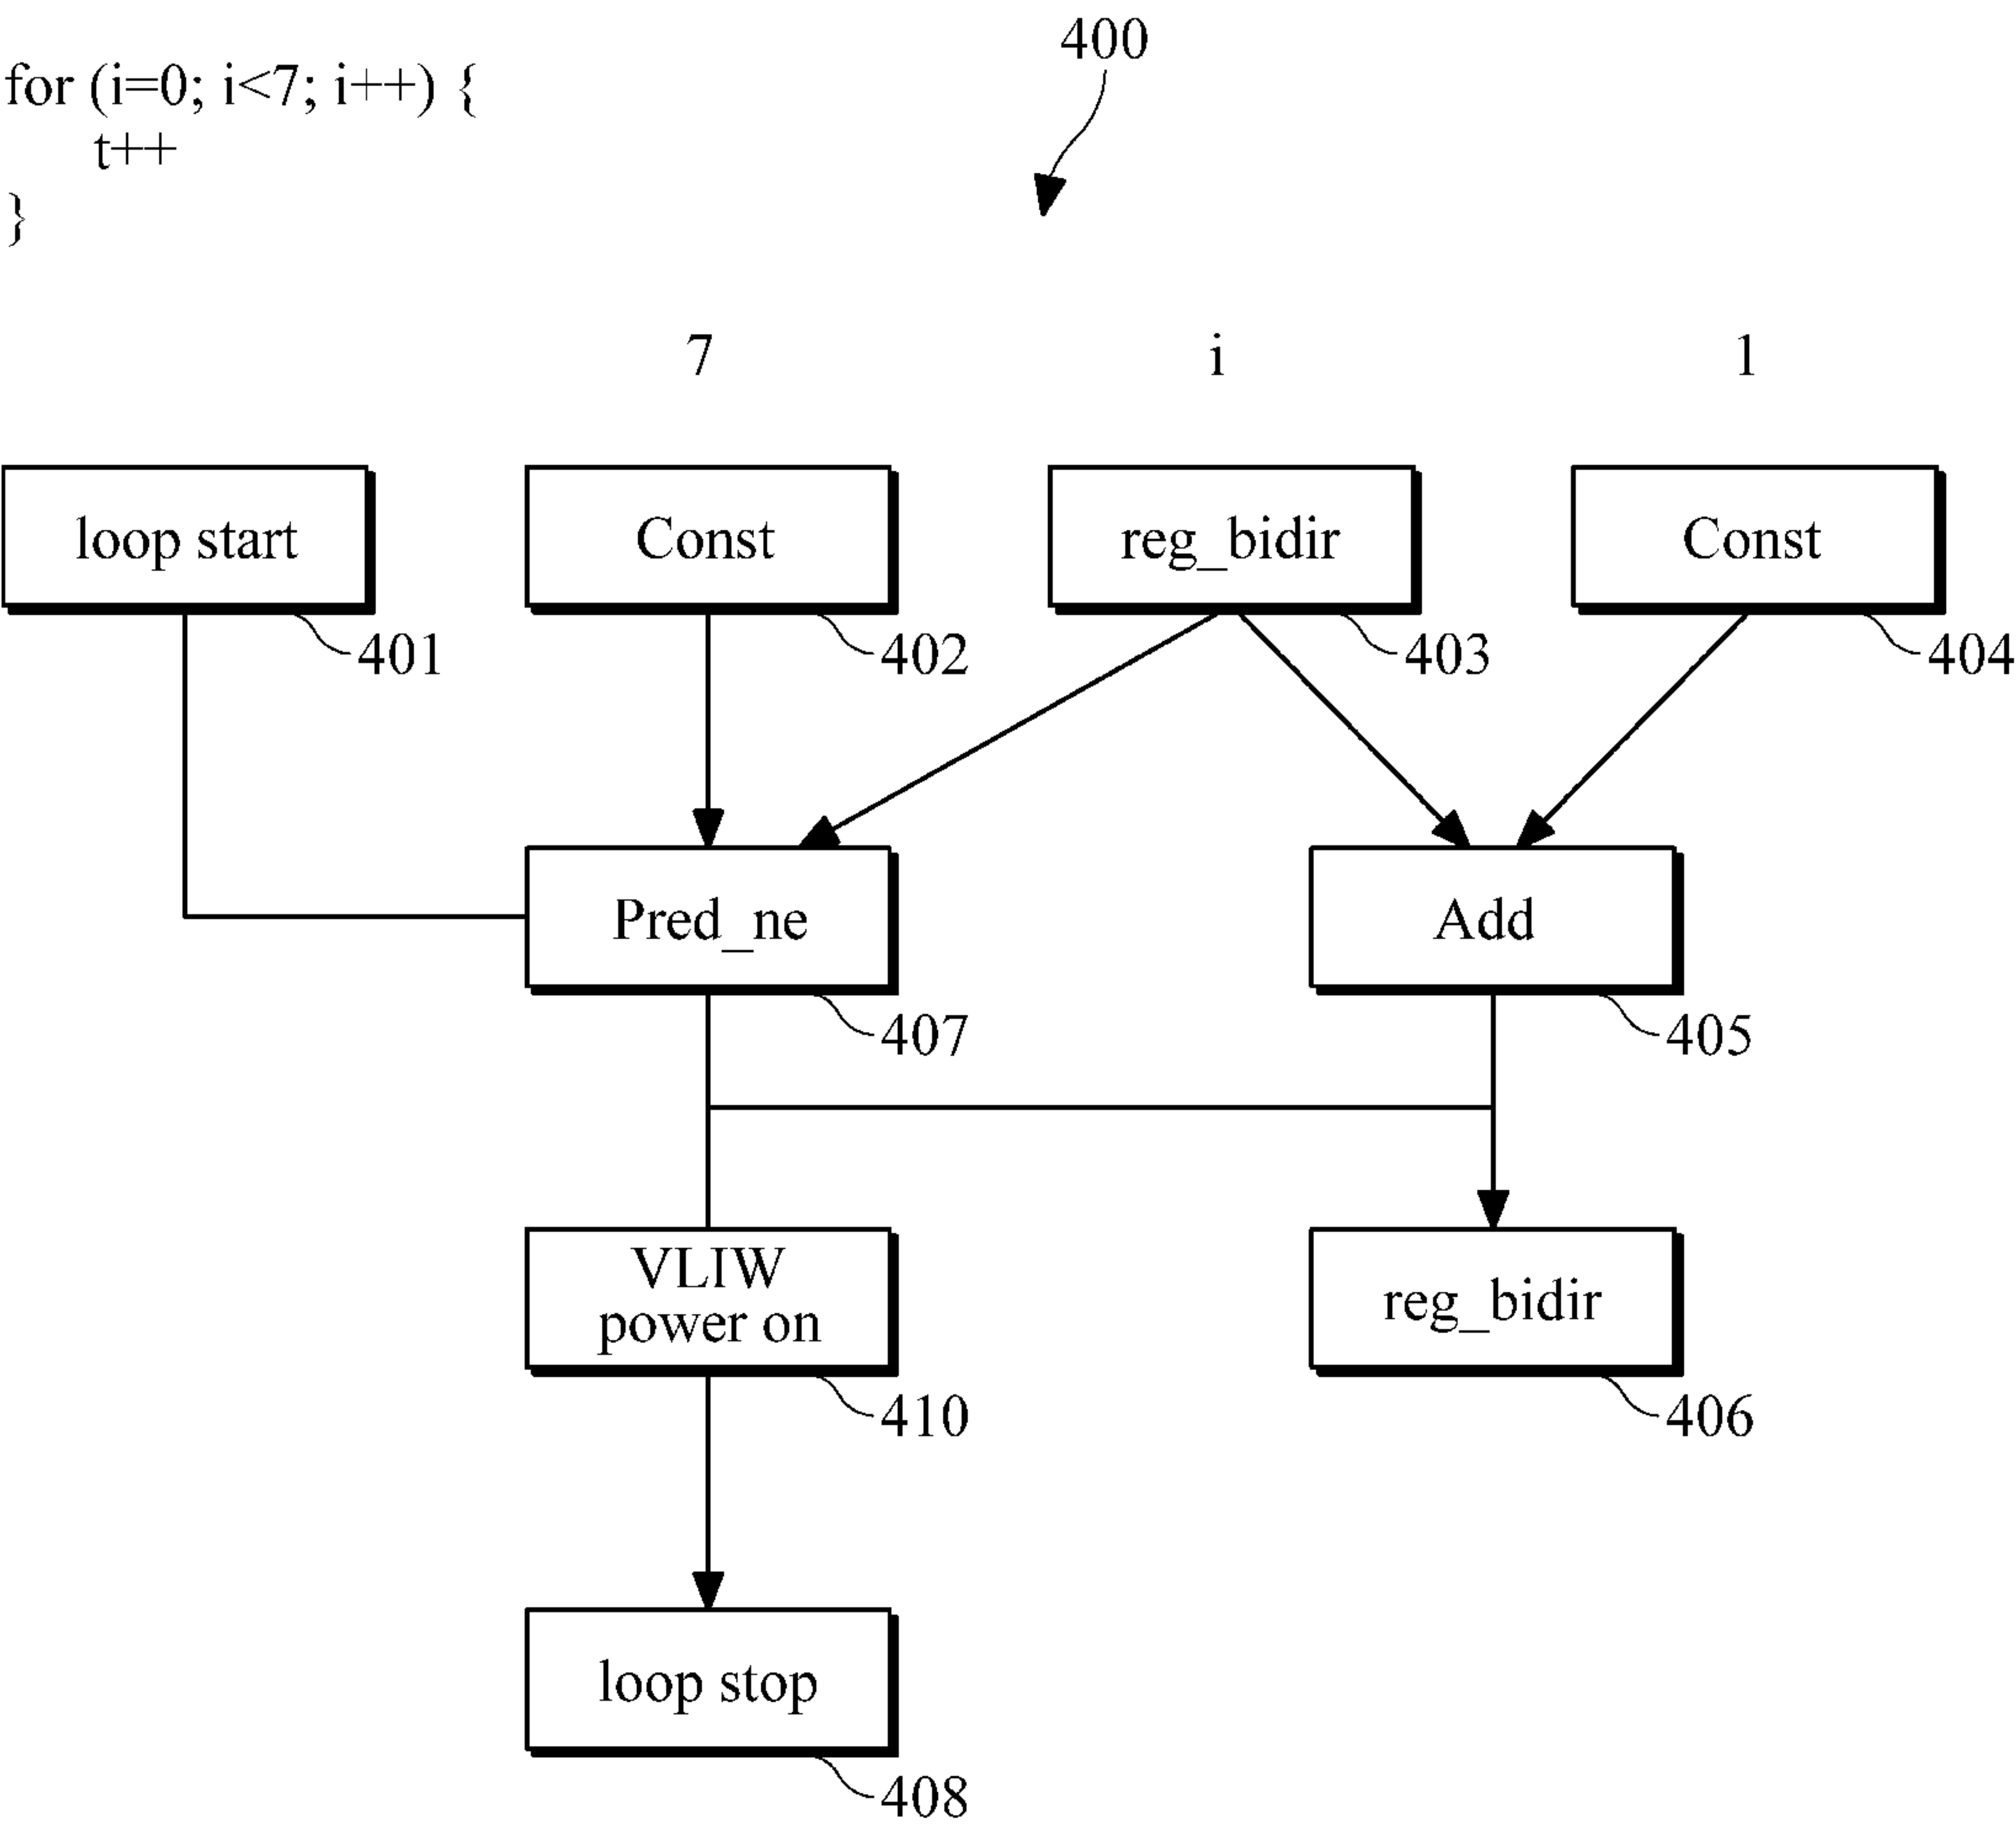 400
for (i=0; i<7; i++) {
t++
}
7 i 1
loop start Const reg_bidir Const
401 402 403 404
Pred_ne Add
407 405
VLIW
power on
reg_bidir
410 406
loop stop
408